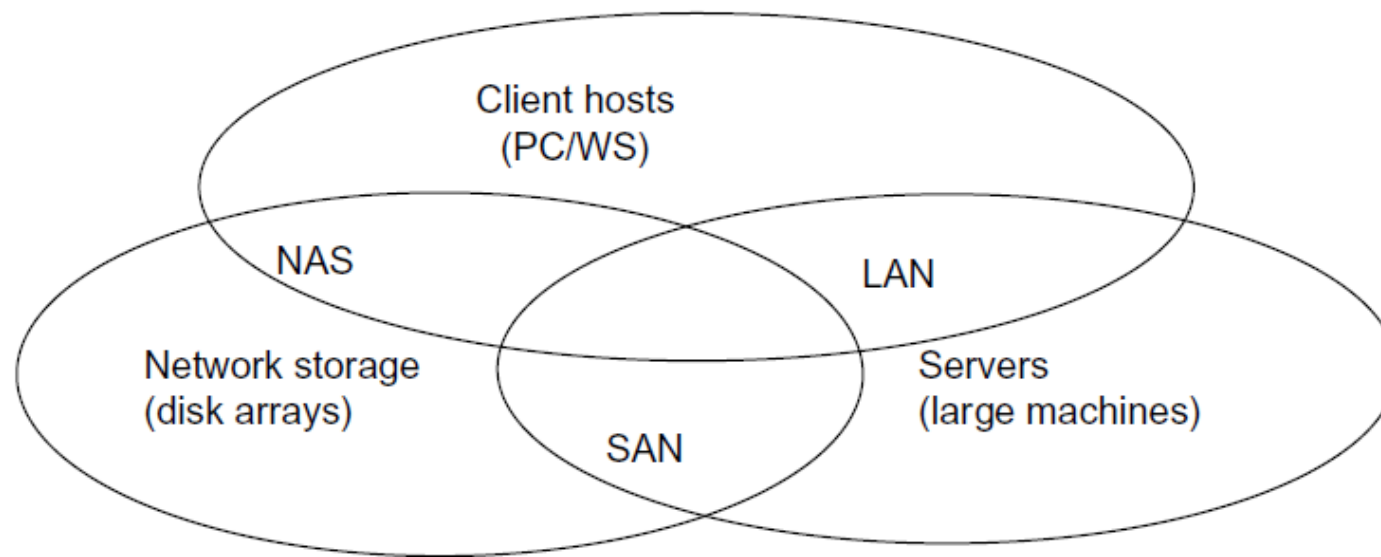 Client hosts
(PC/WS)
NAS
LAN
Network storage
(disk arrays)
Servers
(large machines)
SAN